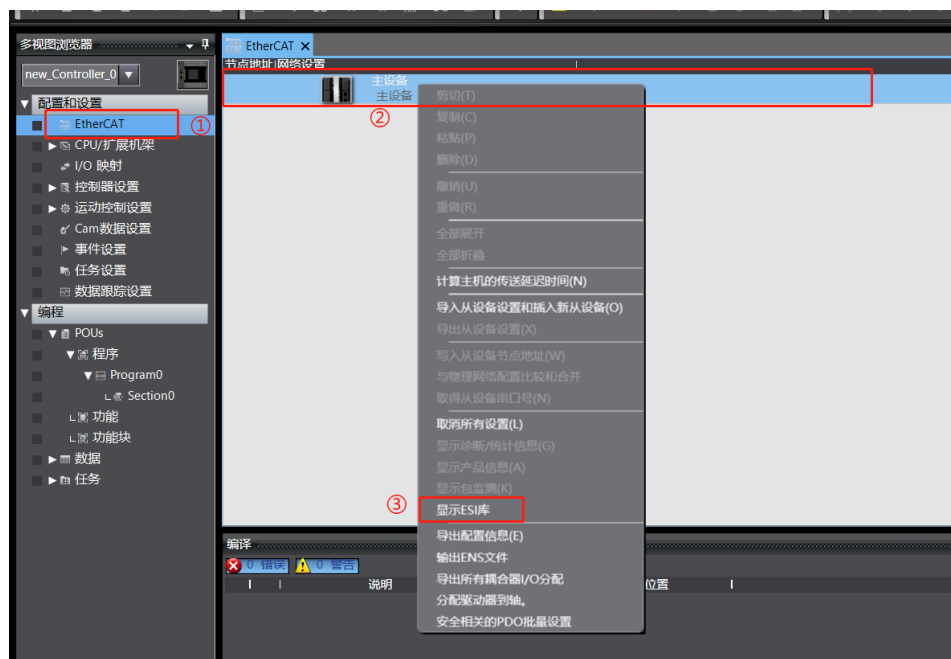 多视图浏览器
new_Controller_0
配置和设置
EtherCAT
①
CPU/扩展机架
I/O 映射
控制器设置
运动控制设置
Cam数据设置
事件设置
任务设置
数据跟踪设置
编程
POUs
程序
Program0
Section0
功能
功能块
数据
任务
EtherCAT
节点地址|网络设置
主设备
主设备
②
剪切(T)
复制(C)
粘贴(P)
删除(D)
撤销(U)
重做(R)
全部展开
全部折叠
计算主机的传送延迟时间(N)
导入从设备设置和插入新从设备(O)
导出从设备设置(X)
写入从设备节点地址(W)
与物理网络配置比较和合并
取得从设备串口号(N)
取消所有设置(L)
显示诊断/统计信息(G)
显示产品信息(A)
显示包监测(K)
③
显示ESI库
导出配置信息(E)
输出ENS文件
导出所有耦合器I/O分配
分配驱动器到轴。
安全相关的PDO批量设置
编译
0 错误 0 警告
说明 位置